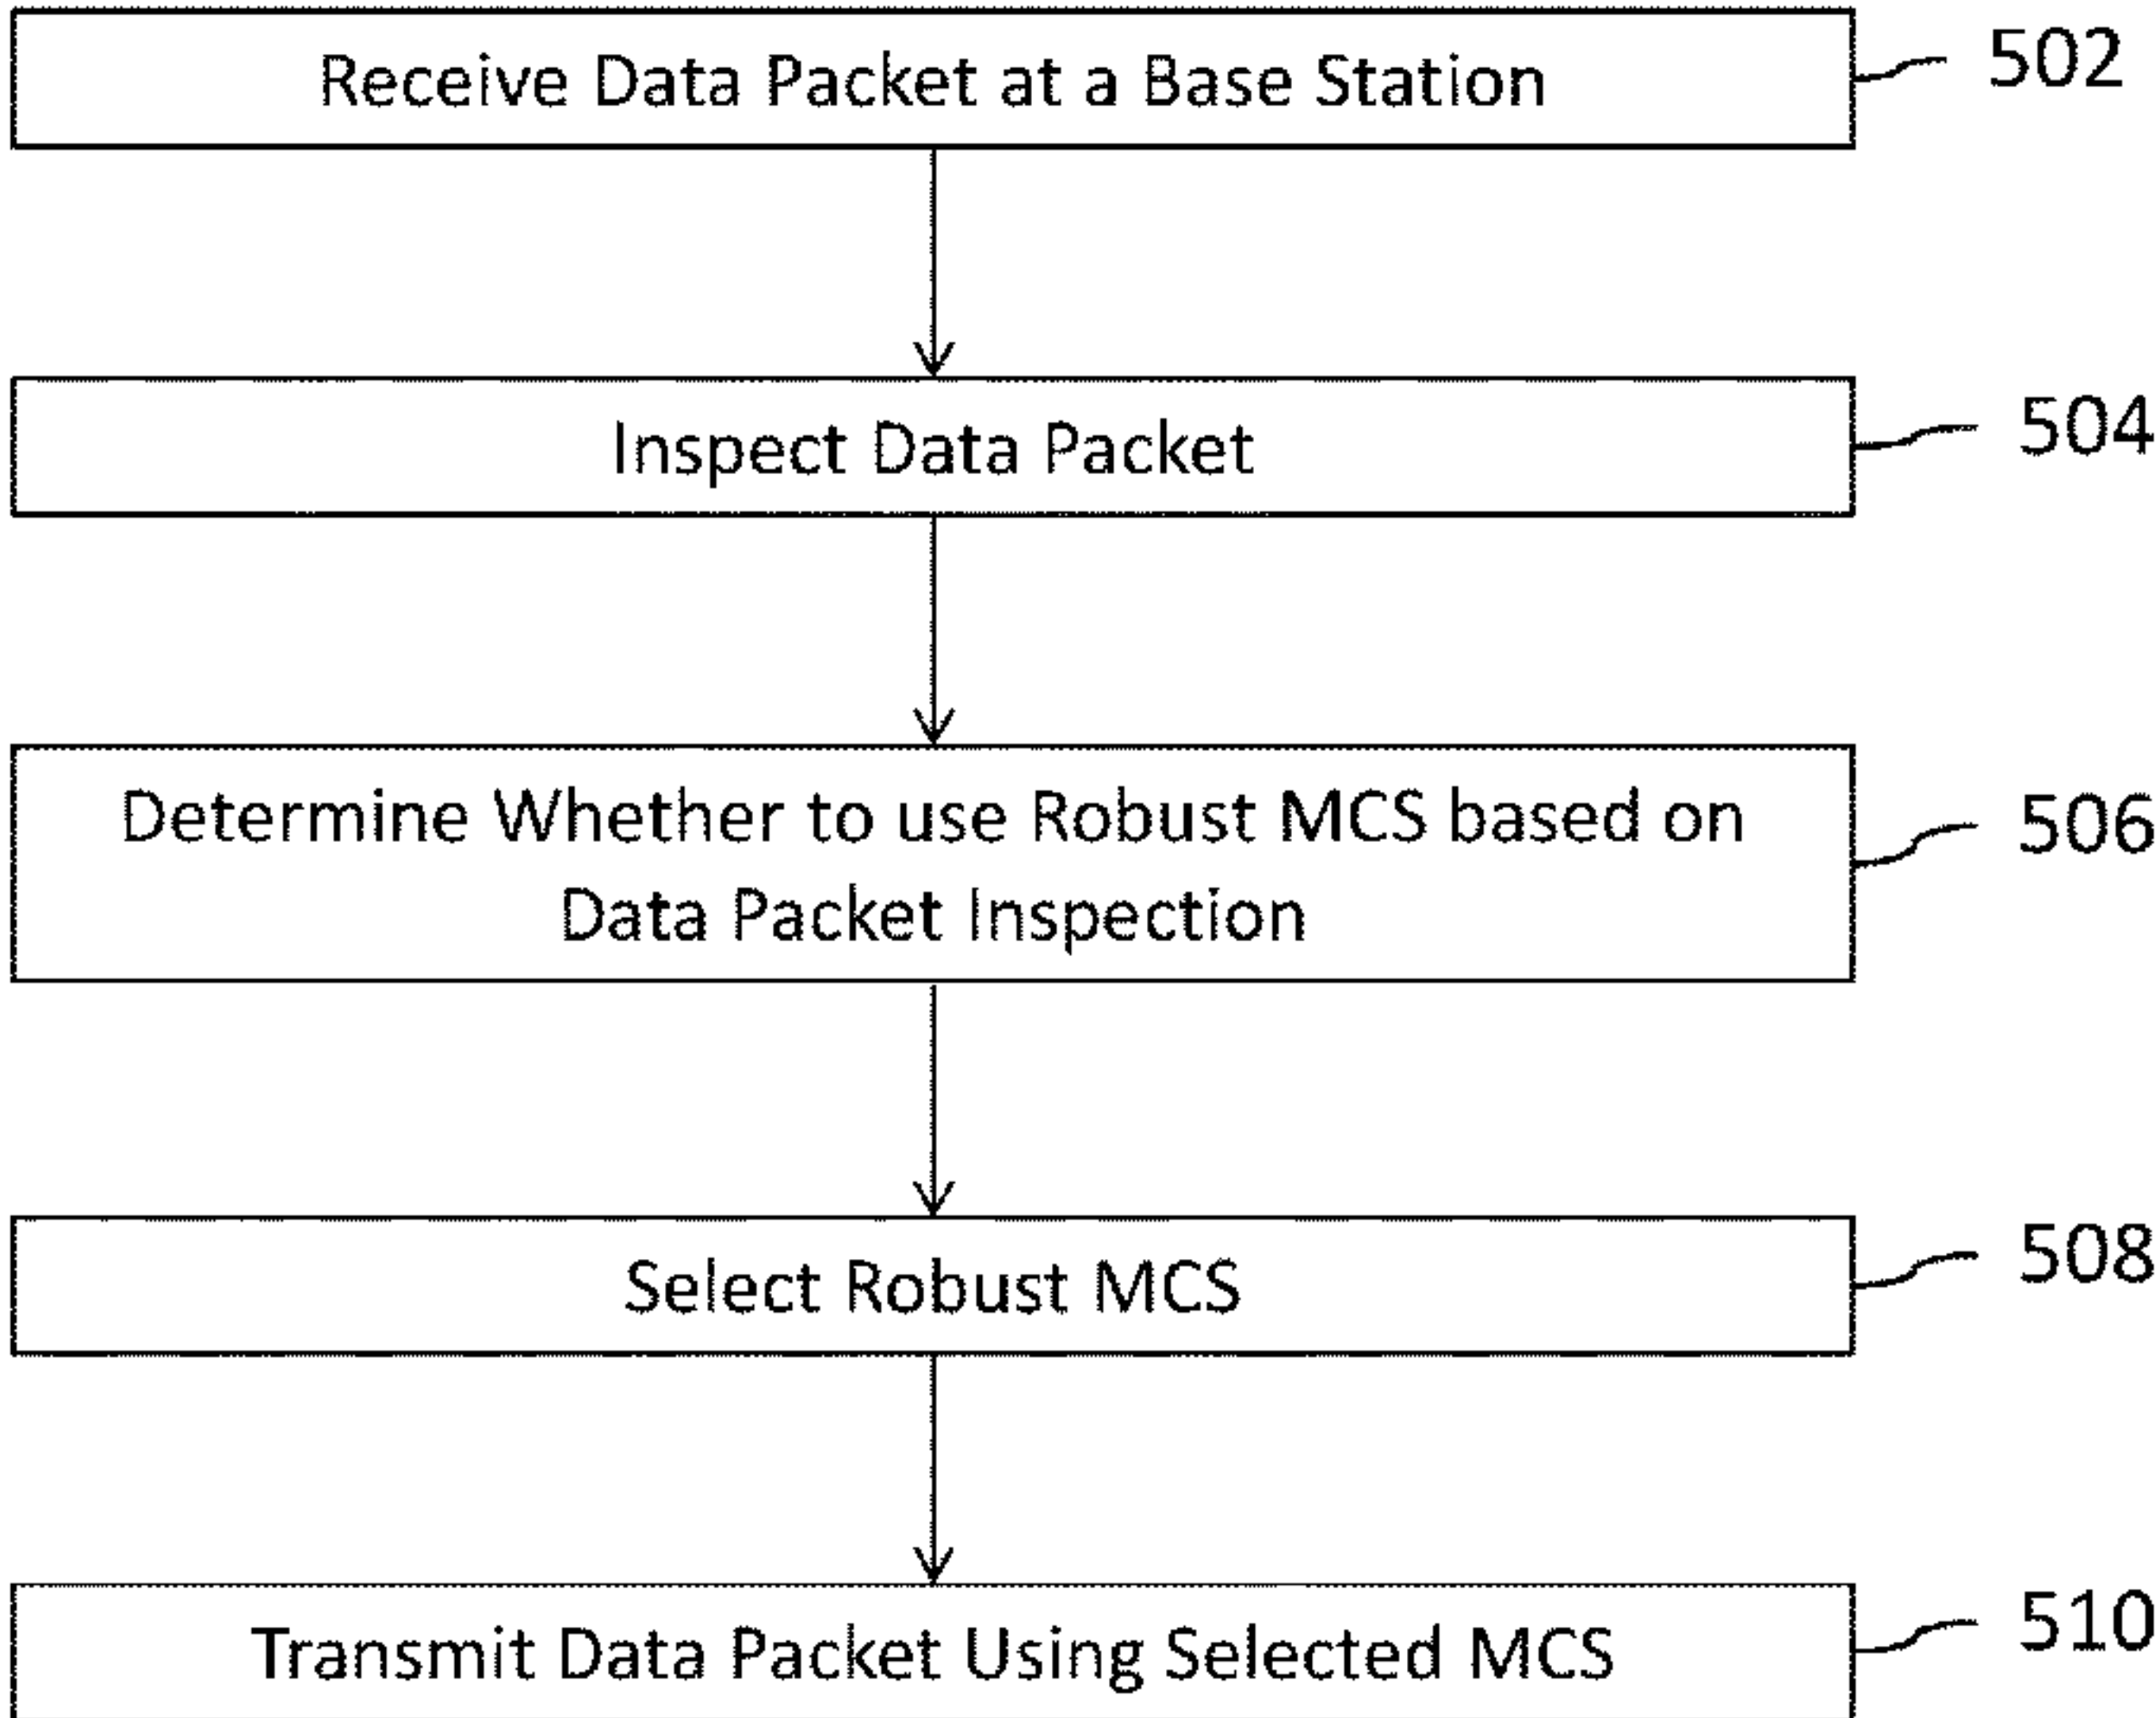 Receive Data Packet at a Base Station
502
Inspect Data Packet
504
Determine Whether to use Robust MCS based on
Data Packet Inspection
506
Select Robust MCS
508
Transmit Data Packet Using Selected MCS
510